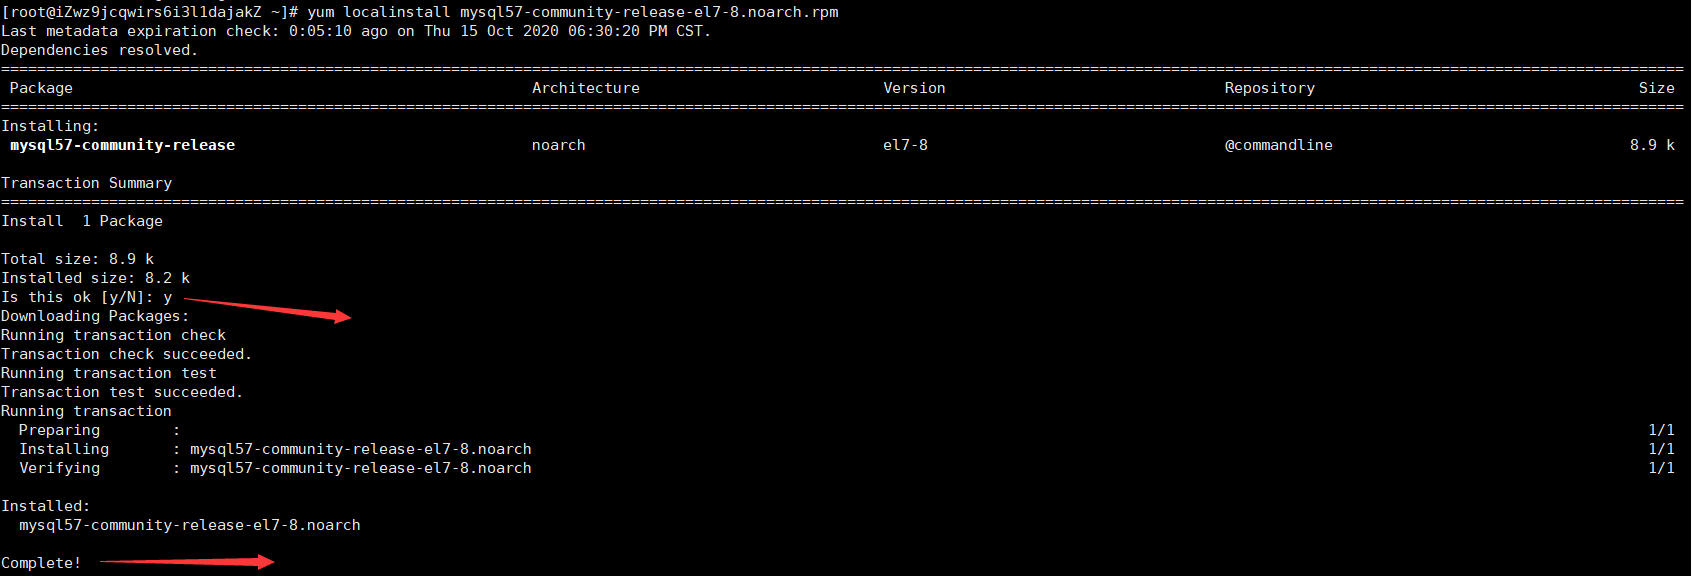 [root@iZwz9jcqwirs6i3l1dajakZ ~]# yum localinstall mysql57-community-release-el7-8.noarch.rpm
Last metadata expiration check: 0:05:10 ago on Thu 15 Oct 2020 06:30:20 PM CST.
Dependencies resolved.
Package Architecture Version Repository Size
Installing:
mysql57-community-release noarch el7-8 @commandline 8.9 k
Transaction Summary
Install  1 Package
Total size: 8.9 k
Installed size: 8.2 k
Is this ok [y/N]: y
Downloading Packages:
Running transaction check
Transaction check succeeded.
Running transaction test
Transaction test succeeded.
Running transaction
Preparing : 1/1
Installing : mysql57-community-release-el7-8.noarch 1/1
Verifying : mysql57-community-release-el7-8.noarch 1/1
Installed:
mysql57-community-release-el7-8.noarch
Complete!